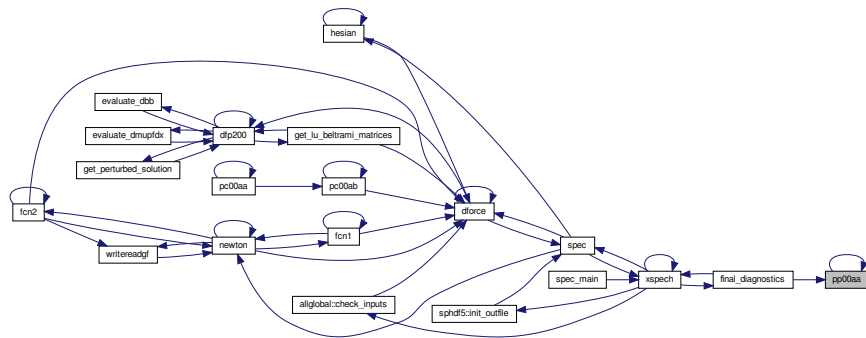 hesian
evaluate_dbb
evaluate_dmupfdx
dfp200
get_lu_beltrami_matrices
get_perturbed_solution
pc00aa
pc00ab
fcn2
dforce
fcn1
newton
spec
writereadgf
spec_main
xspech
final_diagnostics
pp00aa
allglobal::check_inputs
sphdf5::init_outfile